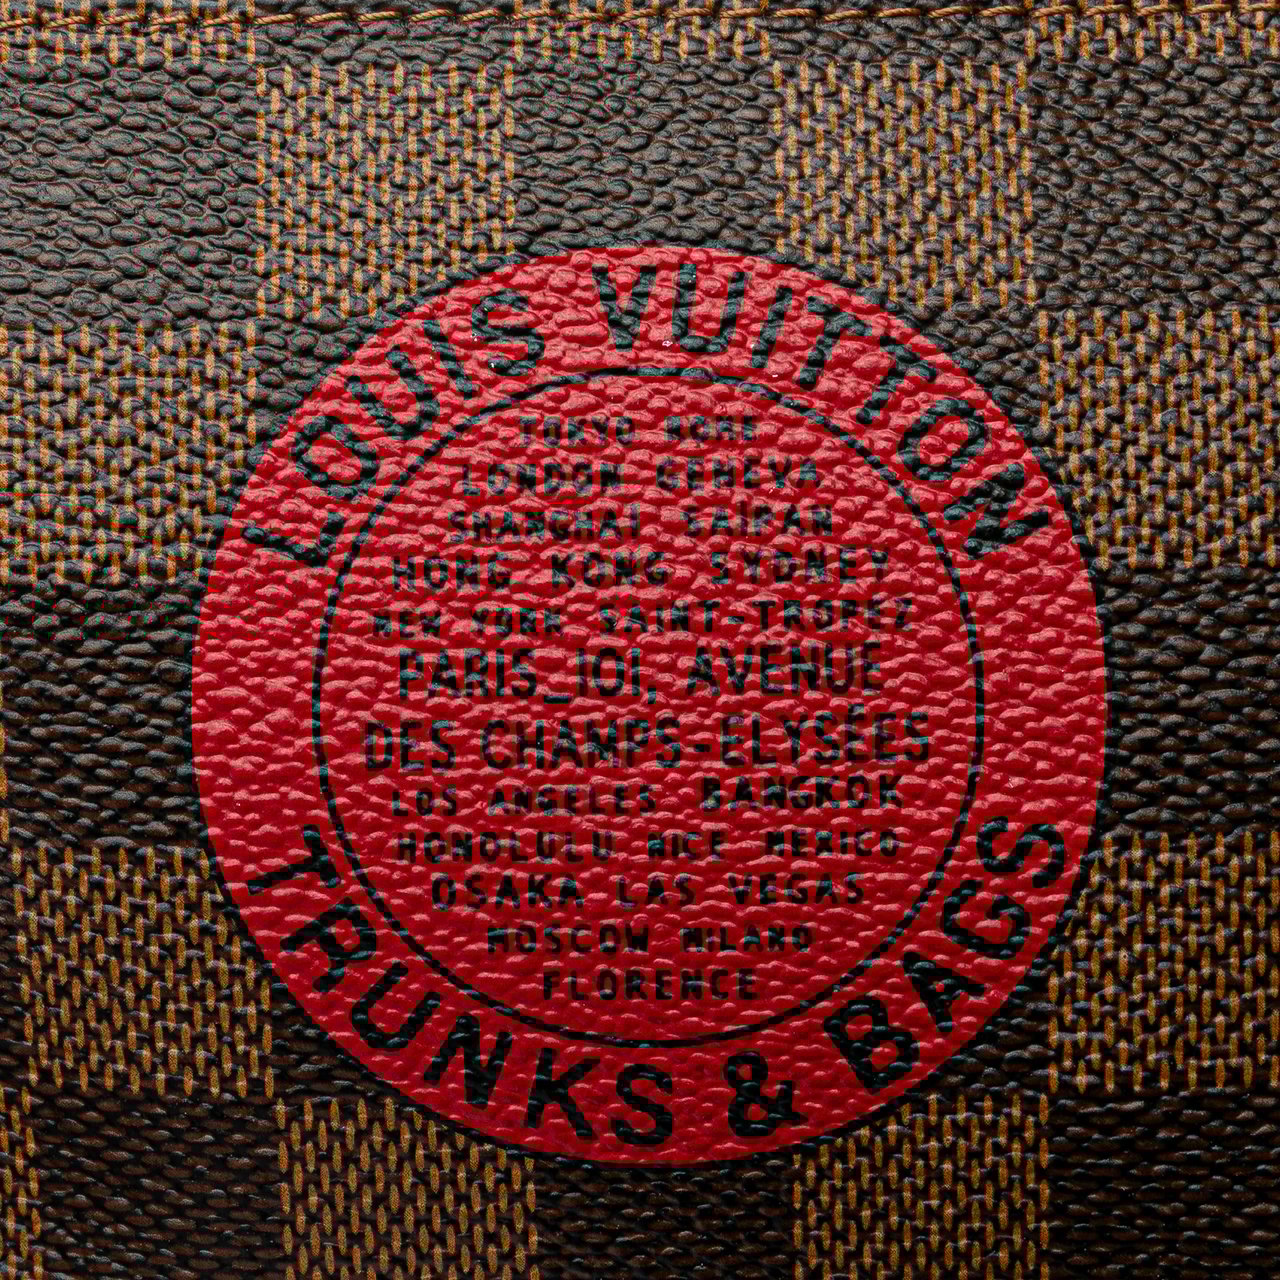 LOUIS VUITTON
TOKYO ROME
LONDON GENEVA
SHANGHAI SAIPAN
HONG KONG SYDNEY
NEW YORK SAINT-TROPEZ
PARIS_101, AVENUE
DES CHAMPS-ELYSÉES
LOS ANGELES BANGKOK
HONOLULU NICE MEXICO
OSAKA LAS VEGAS
MOSCOW MILANO
FLORENCE
TRUNKS & BAGS